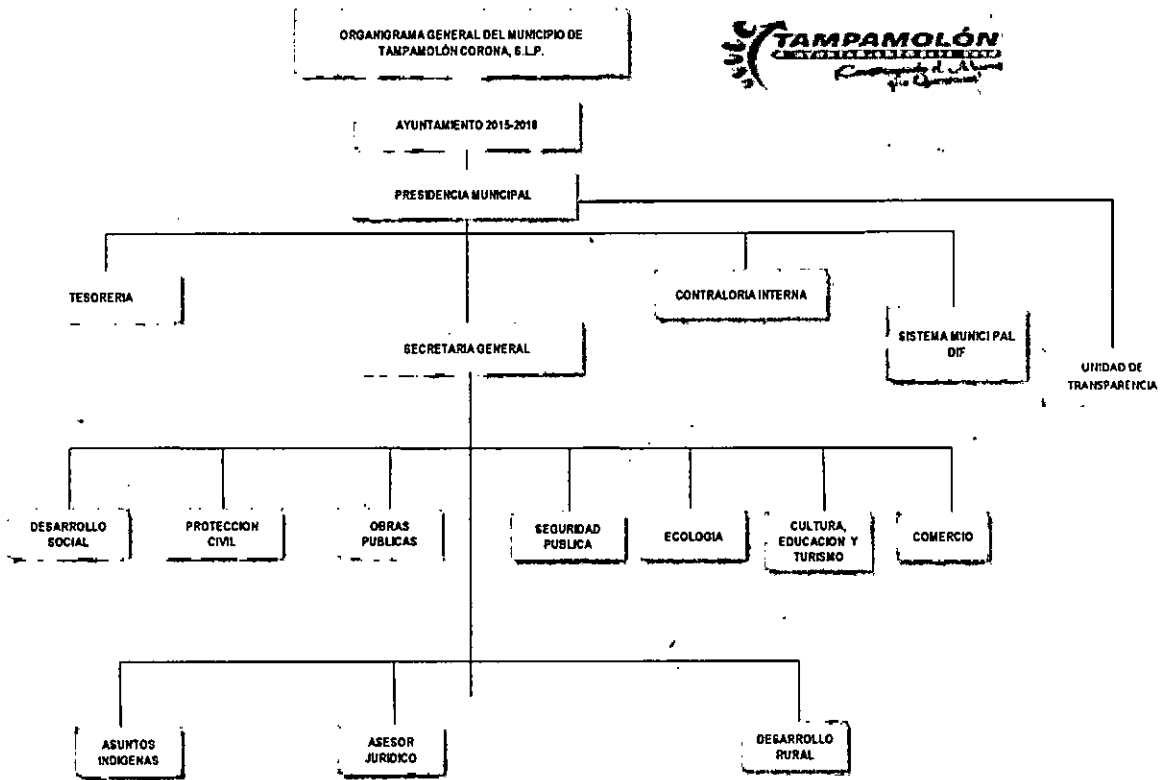 ORGANIGRAMA GENERAL DEL MUNICIPIO DE
TAMPAMOLÓN CORONA, S.L.P.
TAMPAMOLÓN
AYUNTAMIENTO 2015-2018
PRESIDENCIA MUNICIPAL
TESORERIA
CONTRALORIA INTERNA
SECRETARIA GENERAL
SISTEMA MUNICIPAL
DIF
UNIDAD DE
TRANSPARENCIA
DESARROLLO
SOCIAL
PROTECCION
CIVIL
OBRAS
PUBLICAS
SEGURIDAD
PUBLICA
ECOLOGIA
CULTURA,
EDUCACION Y
TURISMO
COMERCIO
ASUNTOS
INDIGENAS
ASESOR
JURIDICO
DESARROLLO
RURAL